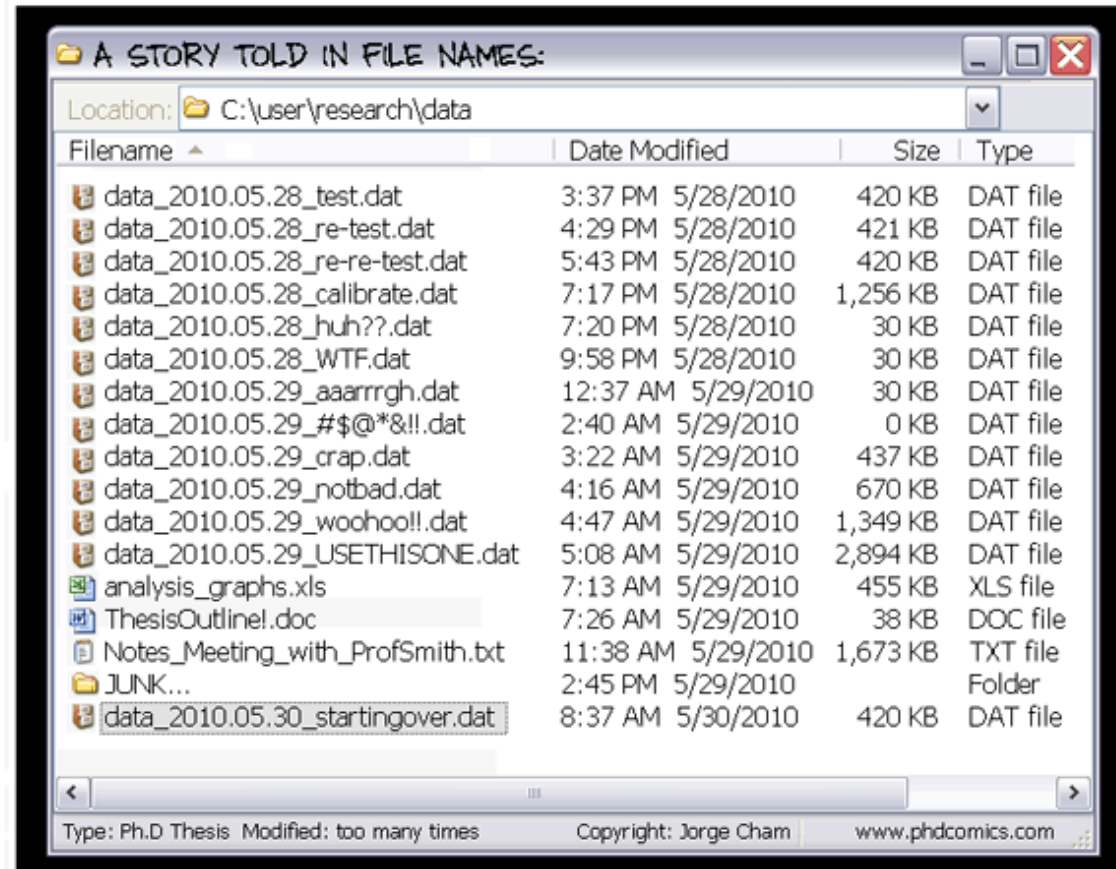 A STORY TOLD IN FILE NAMES:
Location: C:\user\research\data
Filename Date Modified Size Type
data_2010.05.28_test.dat 3:37 PM 5/28/2010 420 KB DAT file
data_2010.05.28_re-test.dat 4:29 PM 5/28/2010 421 KB DAT file
data_2010.05.28_re-re-test.dat 5:43 PM 5/28/2010 420 KB DAT file
data_2010.05.28_calibrate.dat 7:17 PM 5/28/2010 1,256 KB DAT file
data_2010.05.28_huh??.dat 7:20 PM 5/28/2010 30 KB DAT file
data_2010.05.28_WTF.dat 9:58 PM 5/28/2010 30 KB DAT file
data_2010.05.29_aaarrrgh.dat 12:37 AM 5/29/2010 30 KB DAT file
data_2010.05.29_#$@*&!!.dat 2:40 AM 5/29/2010 0 KB DAT file
data_2010.05.29_crap.dat 3:22 AM 5/29/2010 437 KB DAT file
data_2010.05.29_notbad.dat 4:16 AM 5/29/2010 670 KB DAT file
data_2010.05.29_woohoo!!.dat 4:47 AM 5/29/2010 1,349 KB DAT file
data_2010.05.29_USETHISONE.dat 5:08 AM 5/29/2010 2,894 KB DAT file
analysis_graphs.xls 7:13 AM 5/29/2010 455 KB XLS file
ThesisOutline!.doc 7:26 AM 5/29/2010 38 KB DOC file
Notes_Meeting_with_ProfSmith.txt 11:38 AM 5/29/2010 1,673 KB TXT file
JUNK... 2:45 PM 5/29/2010 Folder
data_2010.05.30_startingover.dat 8:37 AM 5/30/2010 420 KB DAT file
Type: Ph.D Thesis Modified: too many times Copyright: Jorge Cham www.phdcomics.com